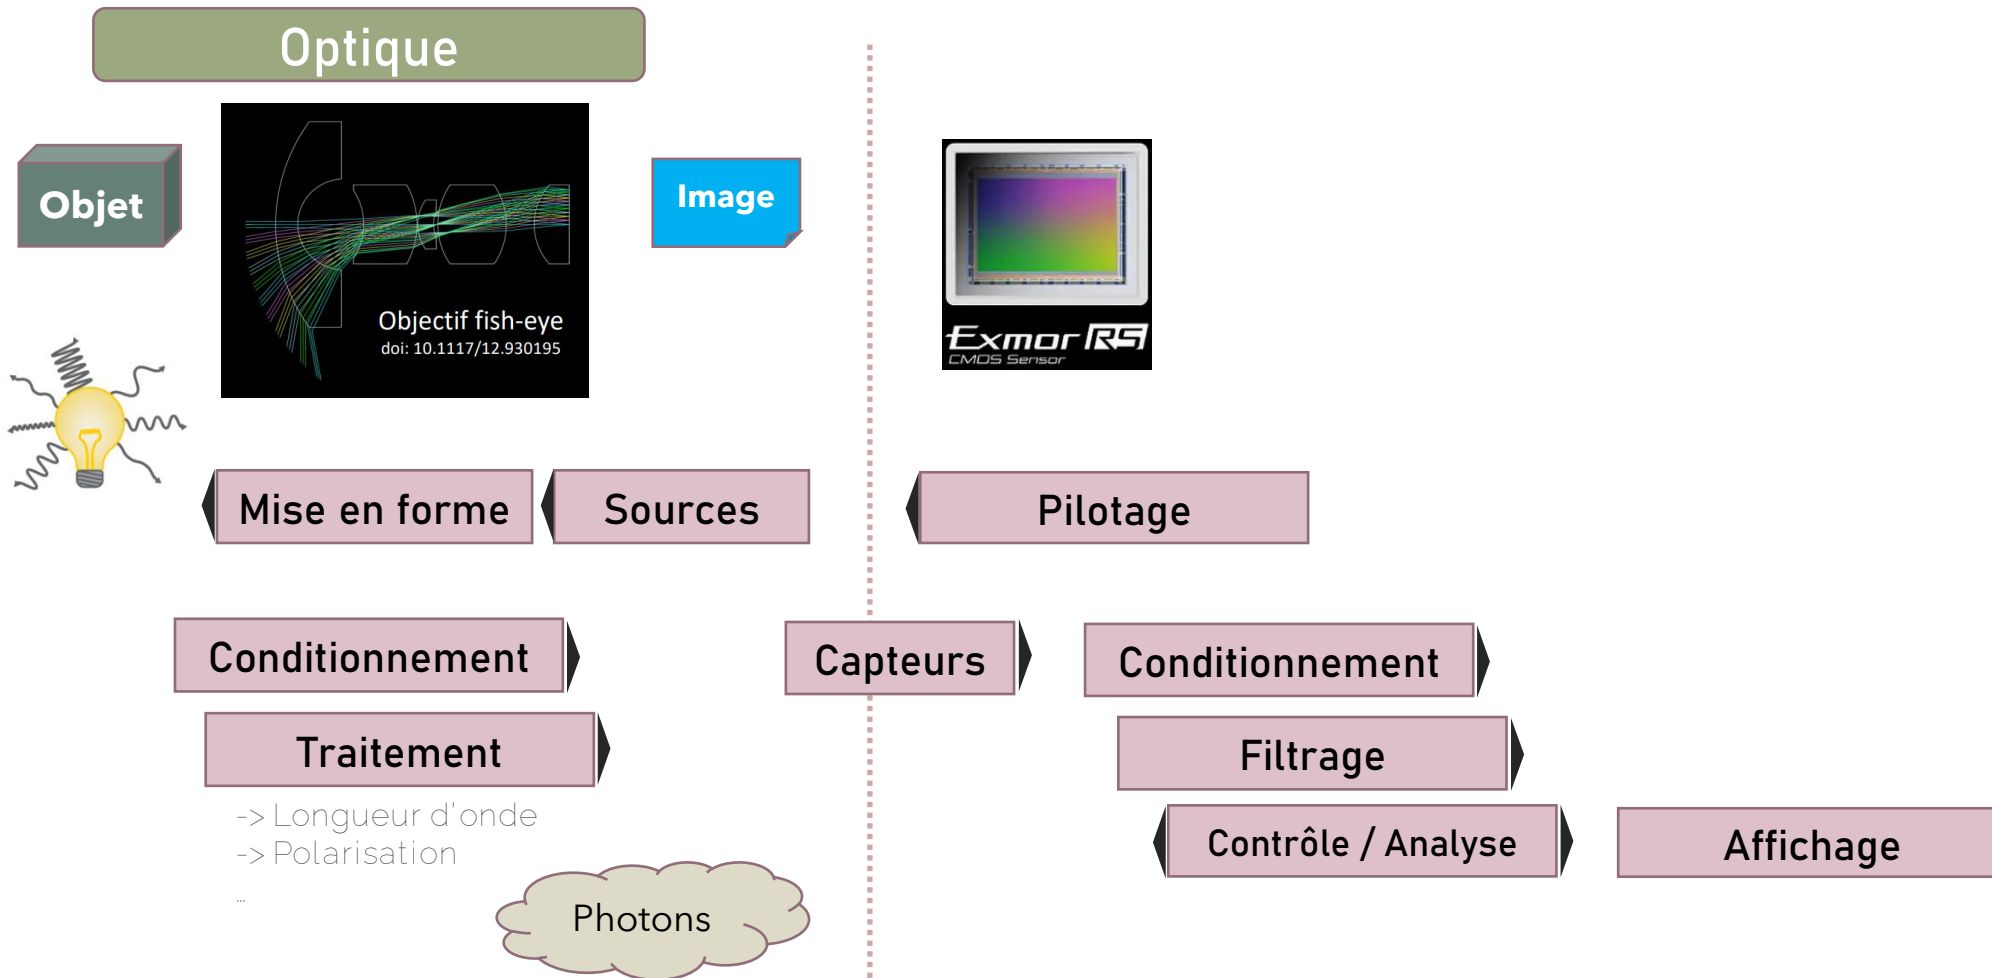 Optique
Objet
Objectif fish-eye
doi: 10.1117/12.930195
Image
Exmor RS
CMOS Sensor
Mise en forme
Sources
Pilotage
Conditionnement
Capteurs
Conditionnement
Traitement
Filtrage
-> Longueur d'onde
-> Polarisation
...
Contrôle / Analyse
Affichage
Photons